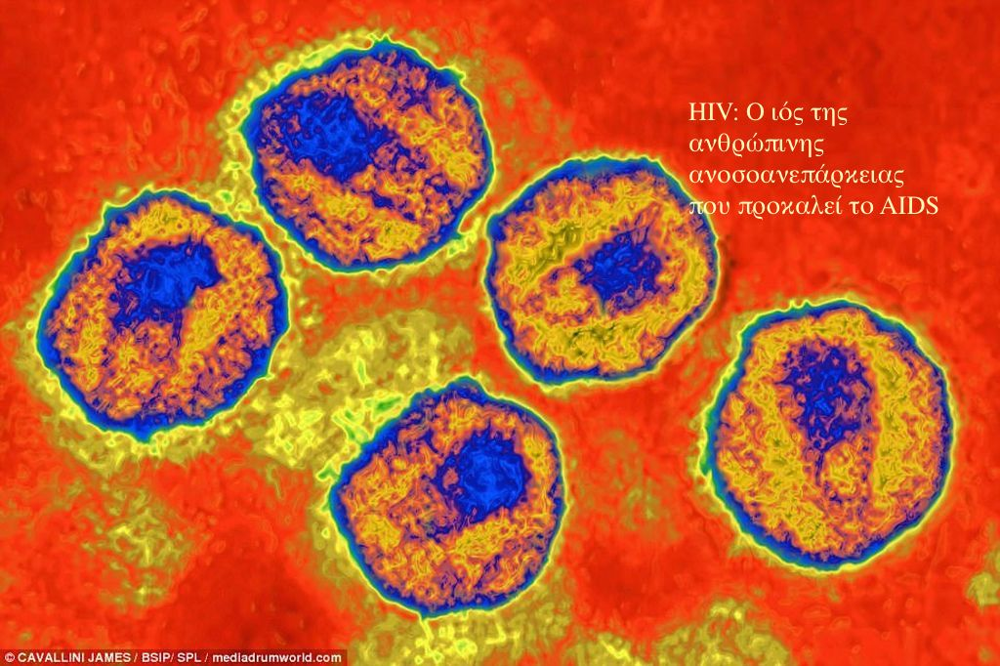 HIV: Ο ιός της
ανθρώπινης
ανοσοανεπάρκειας
που προκαλεί το AIDS
© CAVALLINI JAMES / BSIP/ SPL / mediadrumworld.com